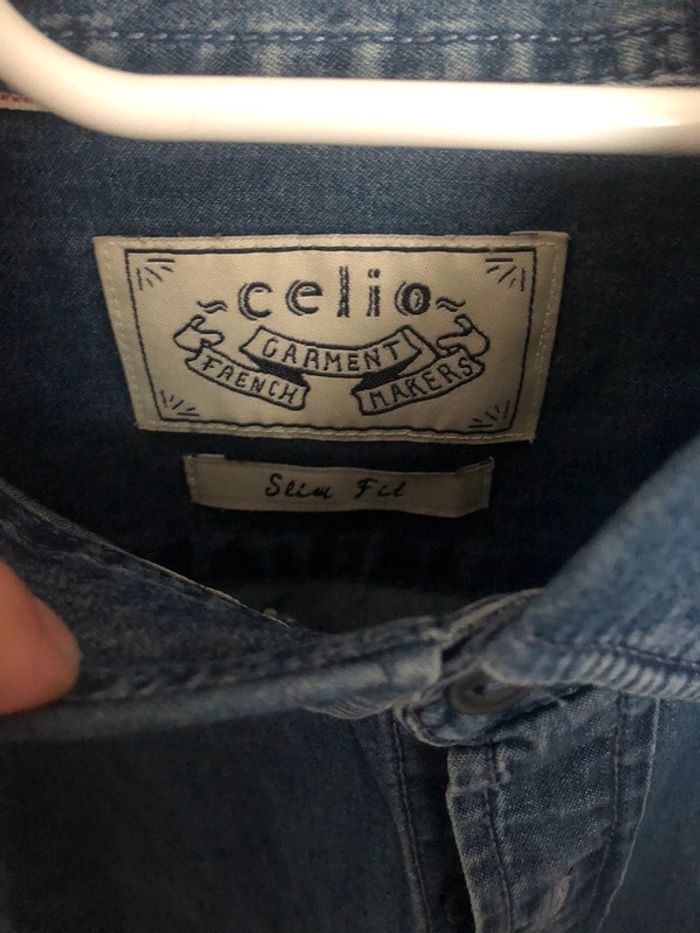 ~celio~
GARMENT
FRENCH MAKERS
Slim Fit